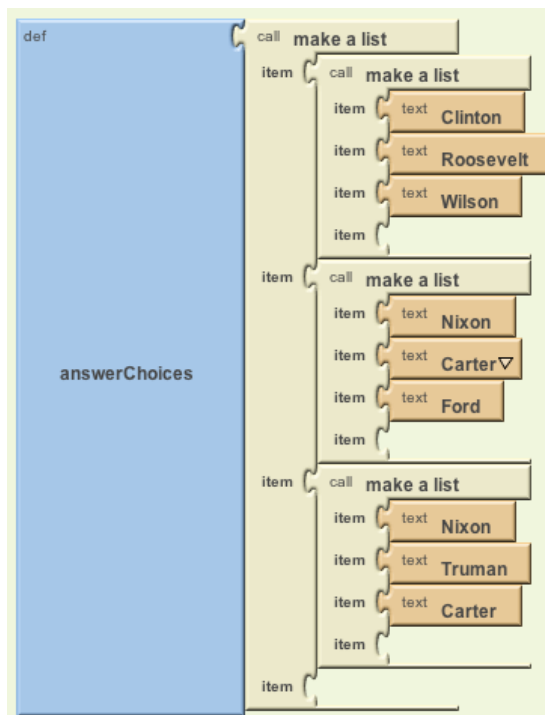 def call make a list
item call make a list
item text Clinton
item text Roosevelt
item text Wilson
item
item call make a list
item text Nixon
answerChoices
item text Carter
item text Ford
item
item call make a list
item text Nixon
item text Truman
item text Carter
item
item